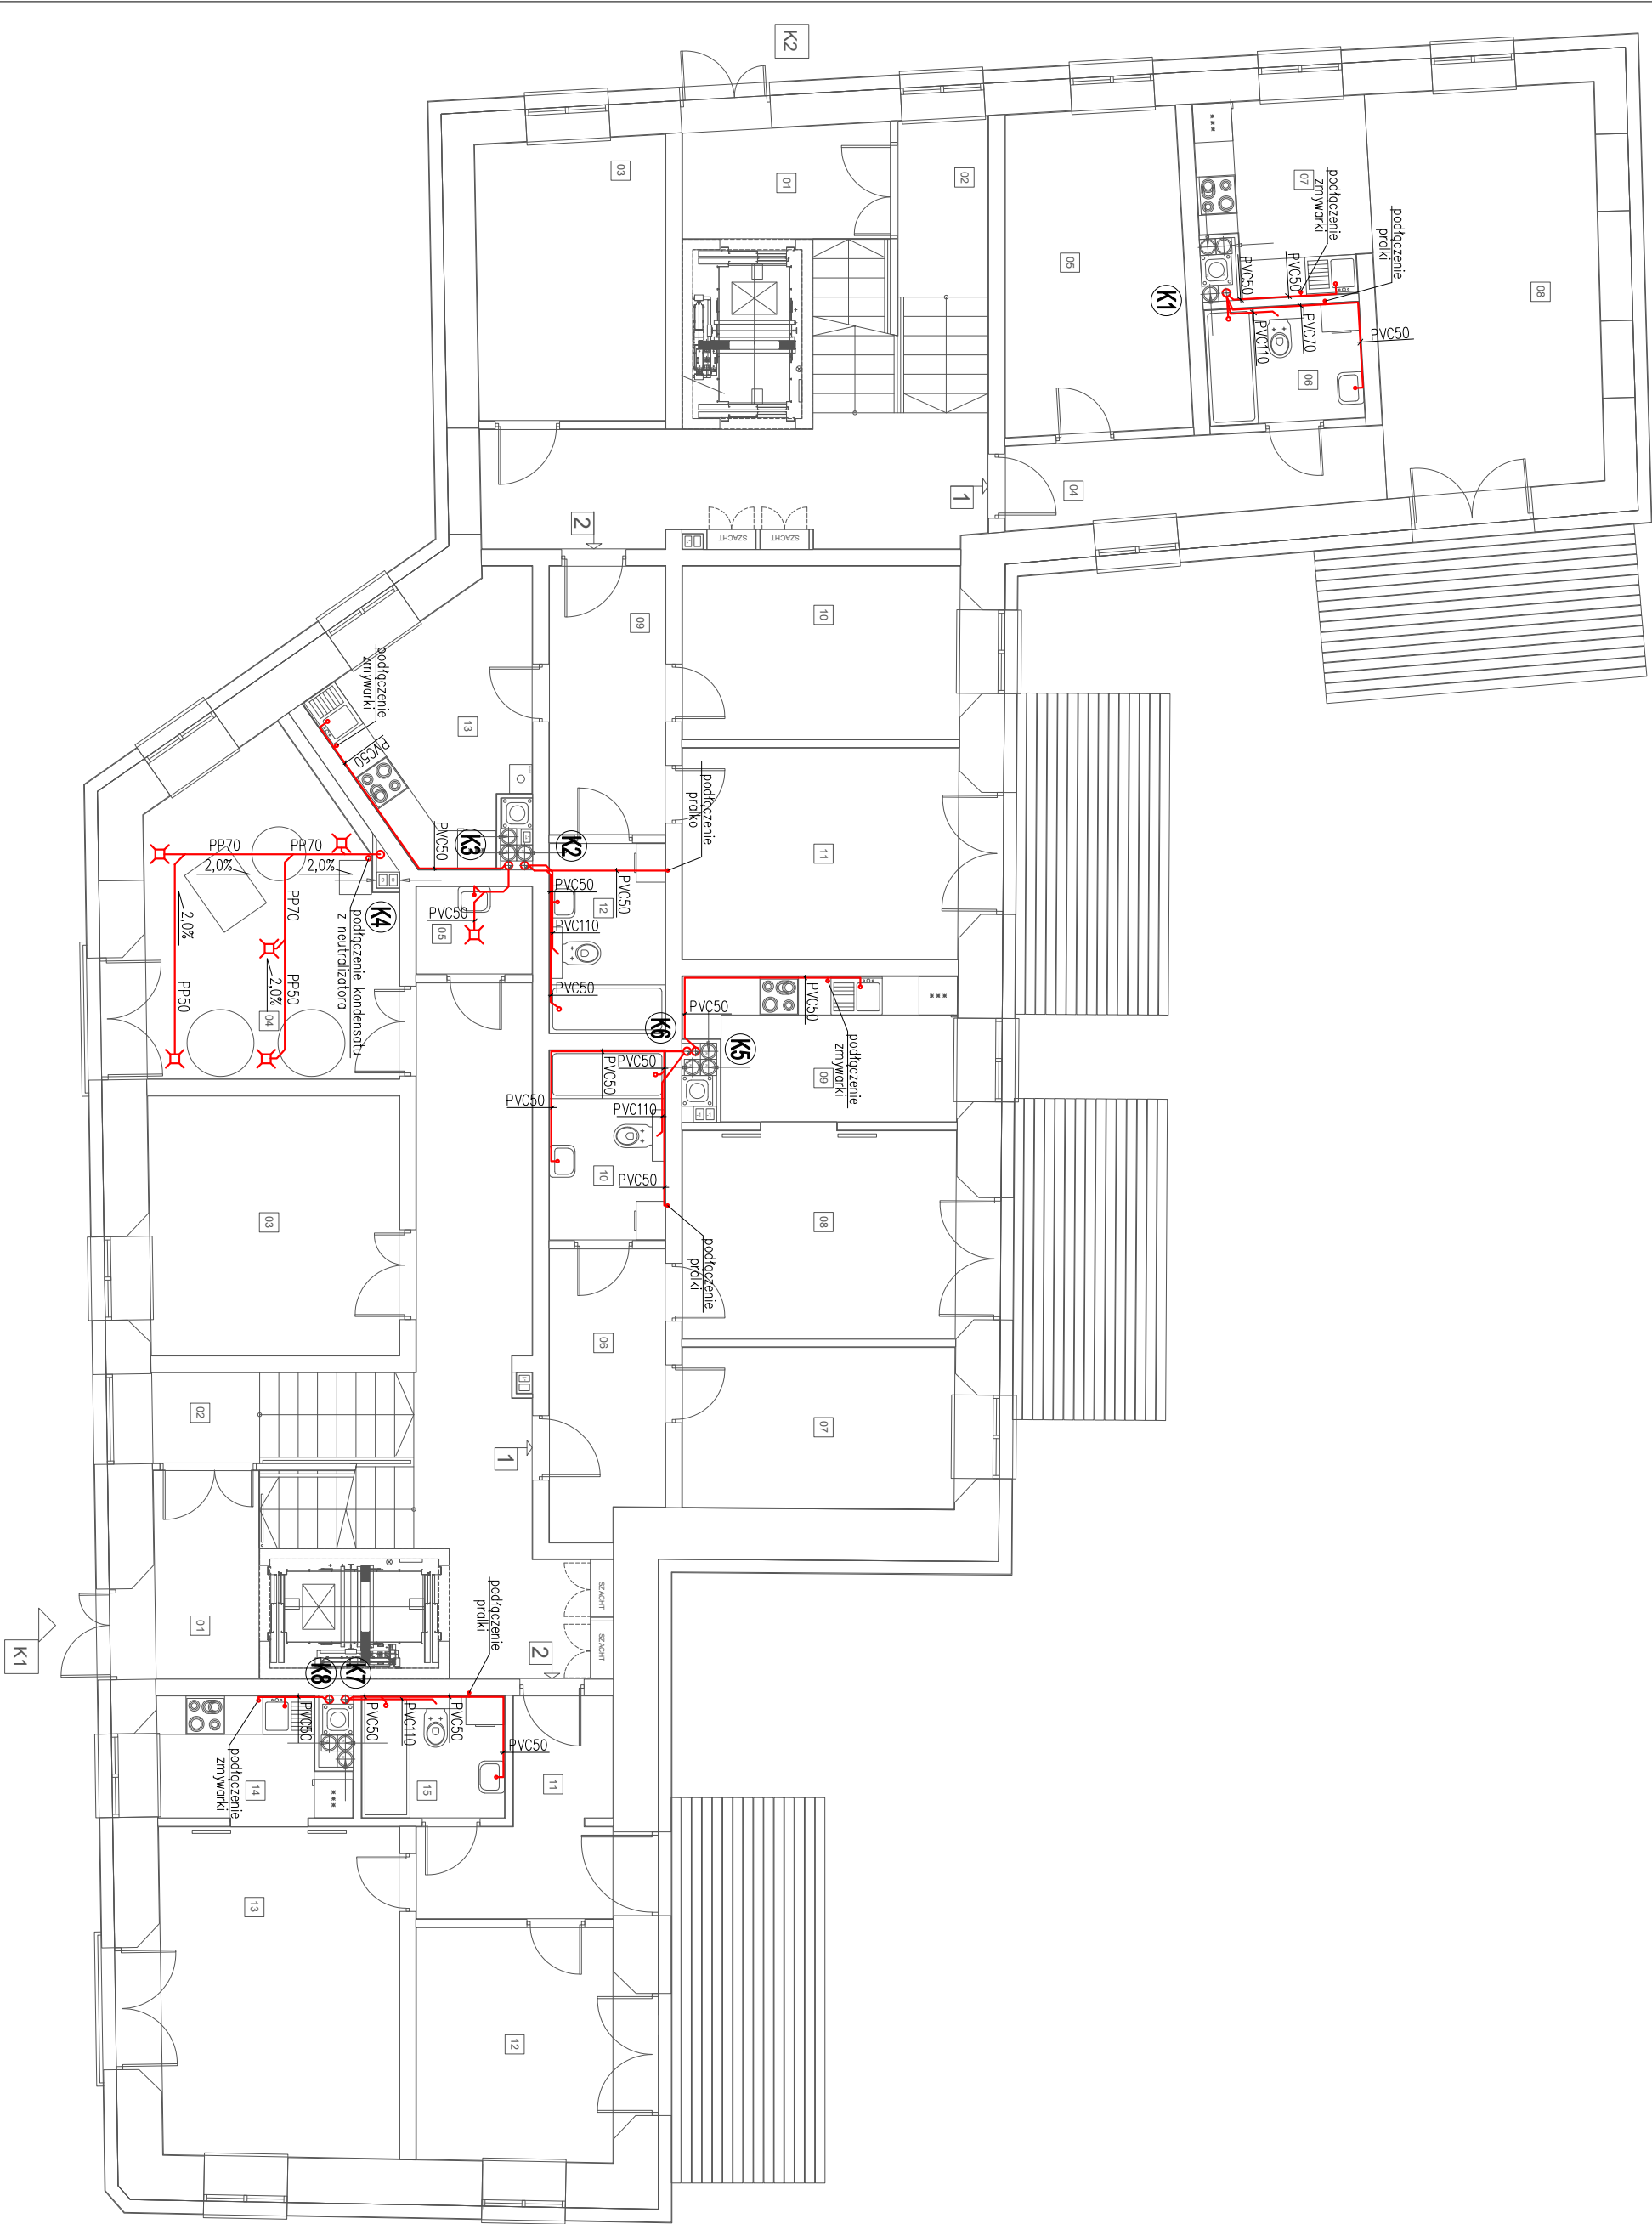 K2
03
01
02
05
07
podłączenie
zmywarki
podłączenie
pralki
08
PVC50
PVC50
K1
PVC110
PVC70
PVC50
06
04
1
2
SZACHT
SZACHT
09
10
podłączenie
zmywarki
13
PVC50
podłączenie
pralko
11
PVC50
K3
K2
PP70
PP70
2,0%
2,0%
PVC50
PVC50
12
K4
PVC50
PVC110
05
PP70
2,0%
podłączenie kondensatu
z neutralizatora
2,0%
PP50
PP50
04
PVC50
PVC50
PVC50
K6
K5
podłączenie
zmywarki
09
PVC50
PVC50
PVC50
PVC110
10
PVC50
03
08
podłączenie
pralki
06
02
07
1
SZACHT
SZACHT
podłączenie
pralki
01
K1
2
K8
K7
PVC50
PVC50
PVC110
PVC50
PVC50
podłączenie
zmywarki
14
15
11
13
12